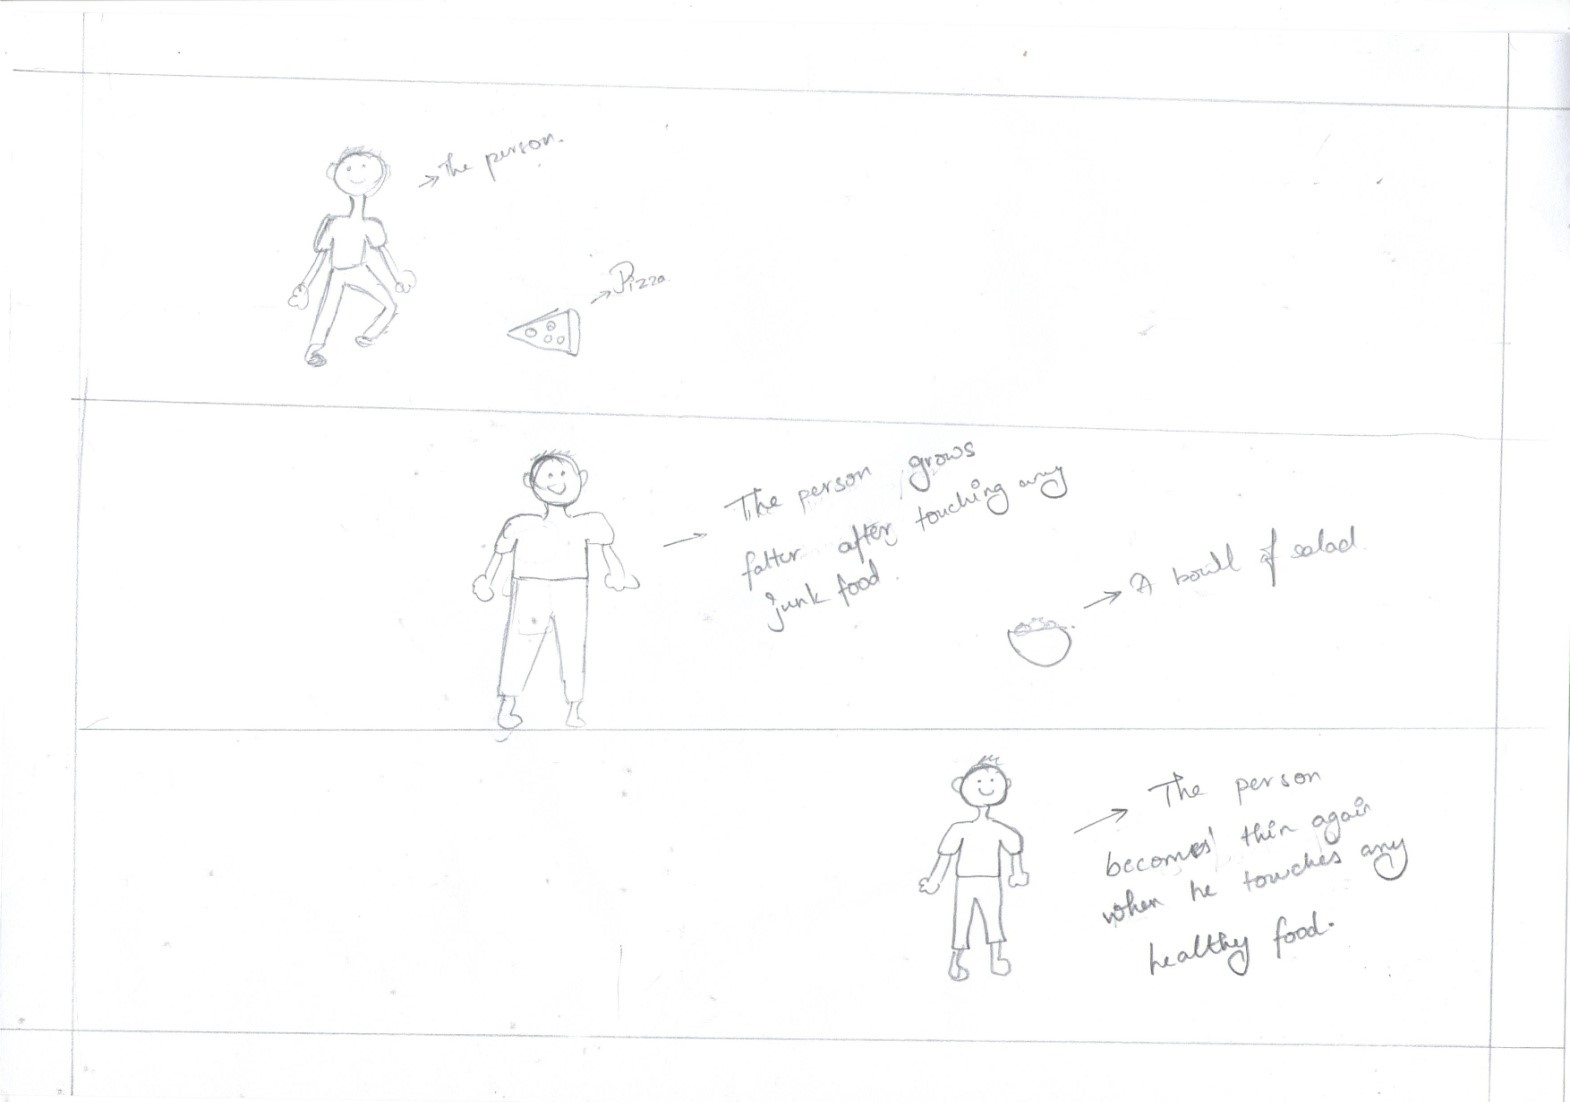 The person.
Pizza
The person grows
fatter after touching any
junk food.
A bowll of salad
The person
becomes thin again
when he touches any
healthy food.